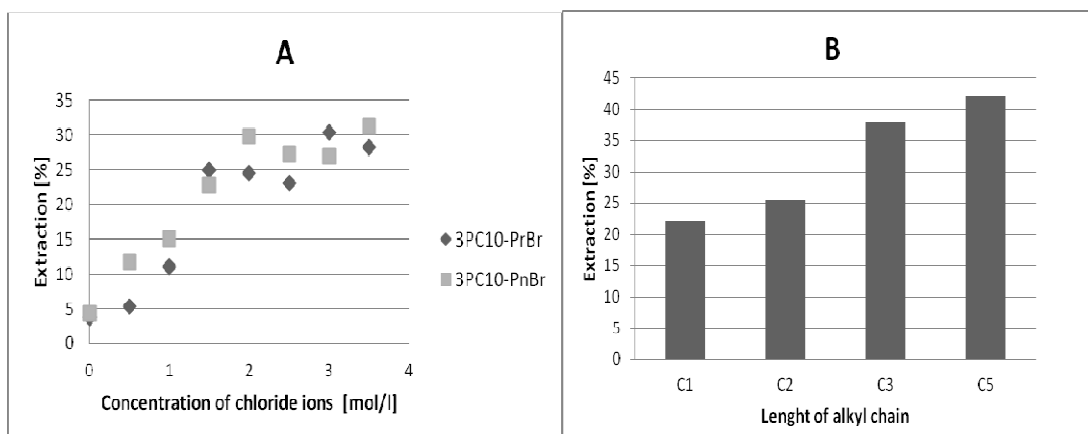 A
Extraction [%]
35
30
25
20
15
10
5
0
0 1 2 3 4
Concentration of chloride ions [mol/l]
3PC10-PrBr
3PC10-PnBr
B
Extraction [%]
45
40
35
30
25
20
15
10
5
0
C1 C2 C3 C5
Lenght of alkyl chain